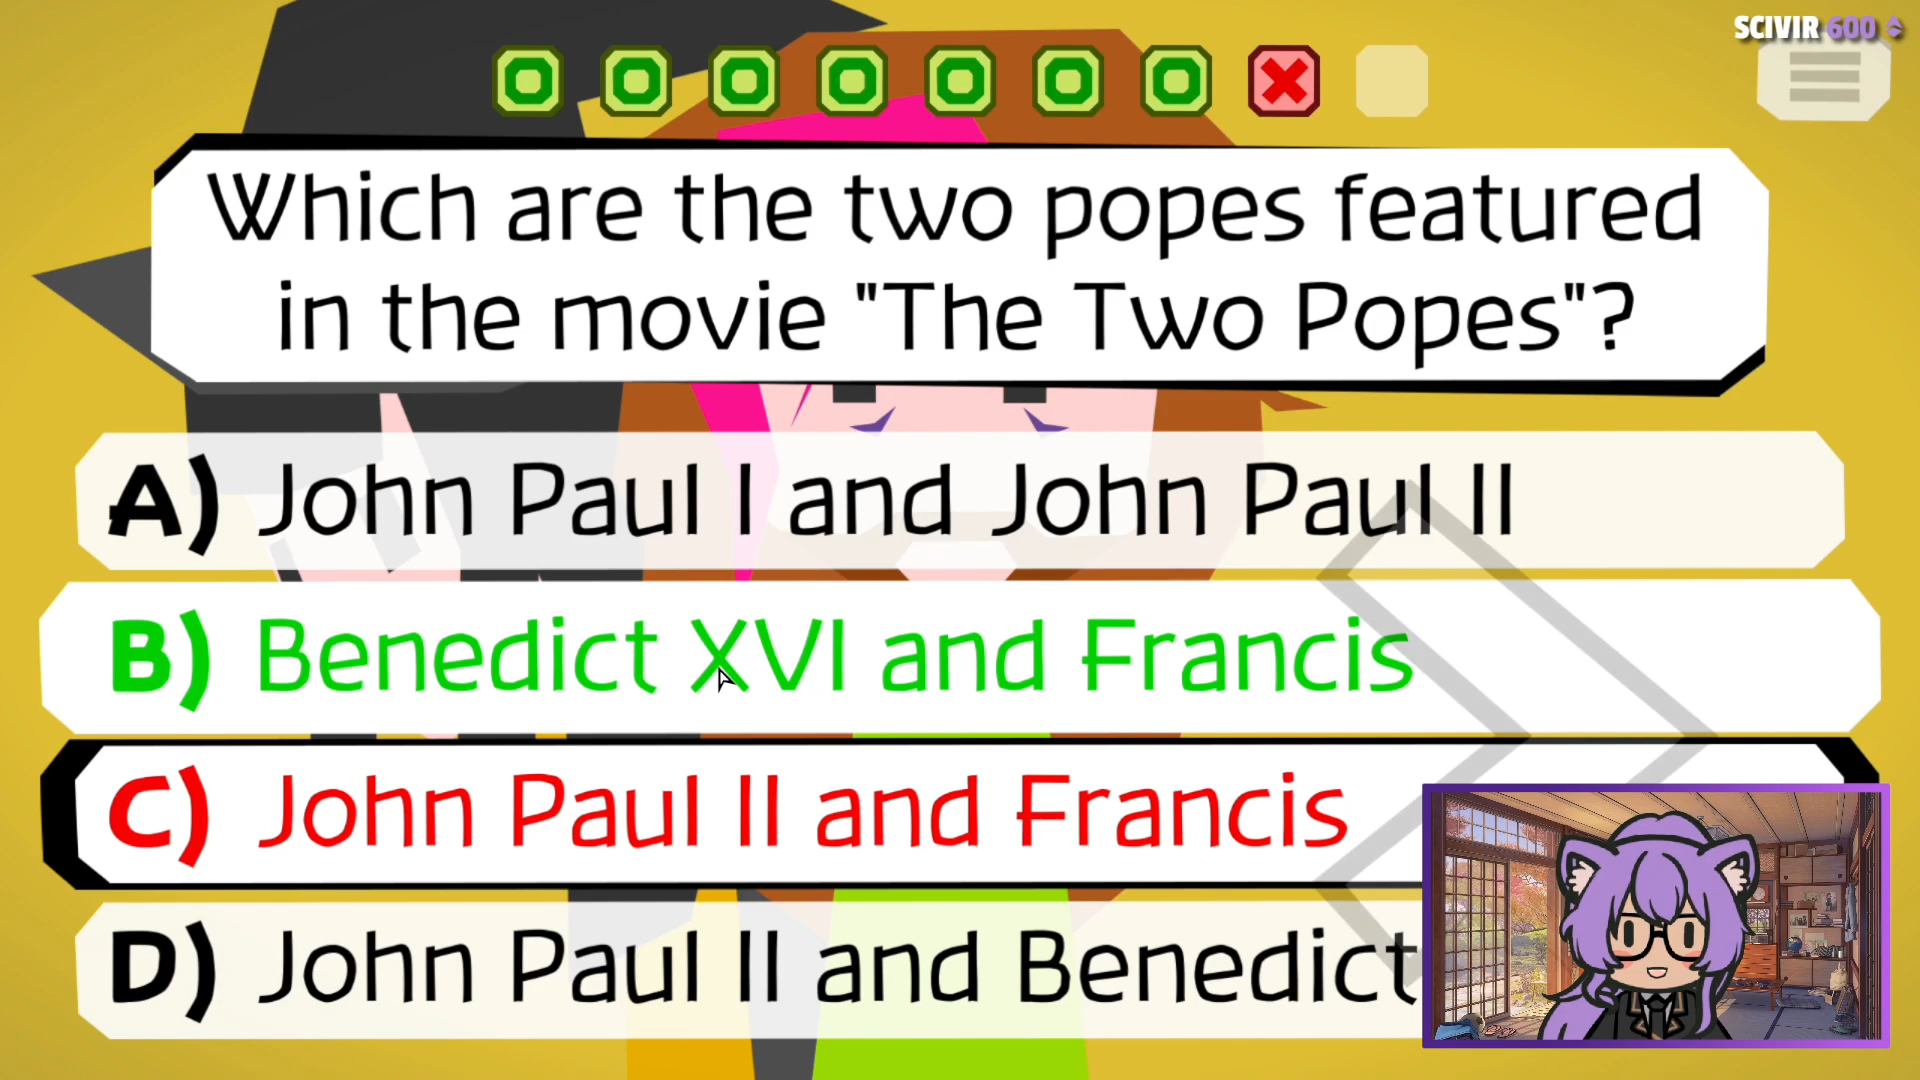 SCIVIR 600
Which are the two popes featured
in the movie "The Two Popes"?
A) John Paul I and John Paul II
B) Benedict XVI and Francis
C) John Paul II and Francis
D) John Paul II and Benedict